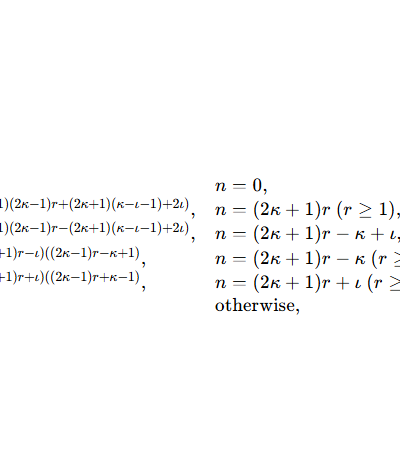 n = 0,
1)(2κ−1)r+(2κ+1)(κ−ι−1)+2ι), n = (2κ + 1)r (r ≥ 1),
1)(2κ−1)r−(2κ+1)(κ−ι−1)+2ι), n = (2κ + 1)r − κ + ι,
+1)r−ι)((2κ−1)r−κ+1), n = (2κ + 1)r − κ (r ≥
+1)r+ι)((2κ−1)r+κ−1), n = (2κ + 1)r + ι (r ≥
otherwise,